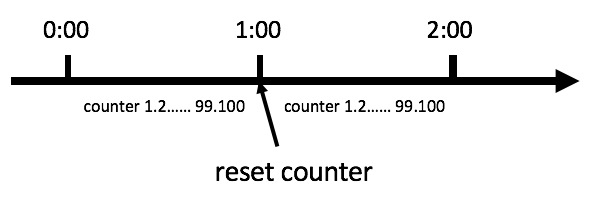 0:00 1:00 2:00
counter 1.2...... 99.100 counter 1.2...... 99.100
reset counter